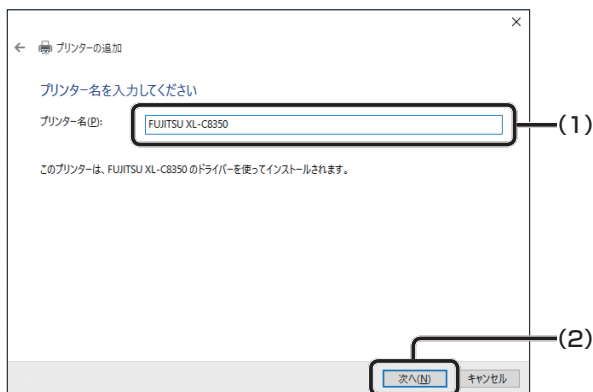 プリンターの追加
プリンター名を入力してください
プリンター名(P): FUJITSU XL-C8350
(1)
このプリンターは、FUJITSU XL-C8350 のドライバーを使ってインストールされます。
(2)
次へ(N) キャンセル